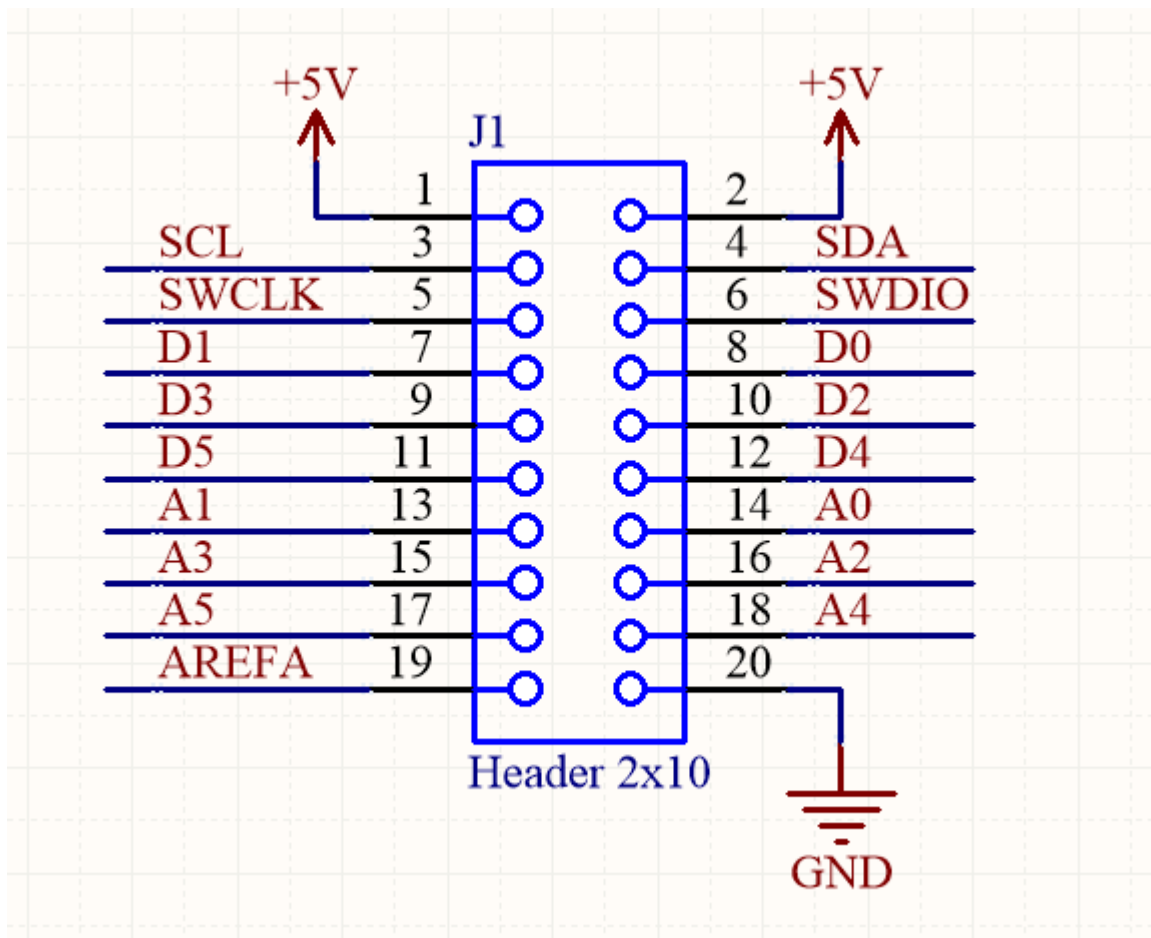 +5V +5V
J1
1 2
SCL 3 4 SDA
SWCLK 5 6 SWDIO
D1 7 8 D0
D3 9 10 D2
D5 11 12 D4
A1 13 14 A0
A3 15 16 A2
A5 17 18 A4
AREFA 19 20
Header 2x10
GND